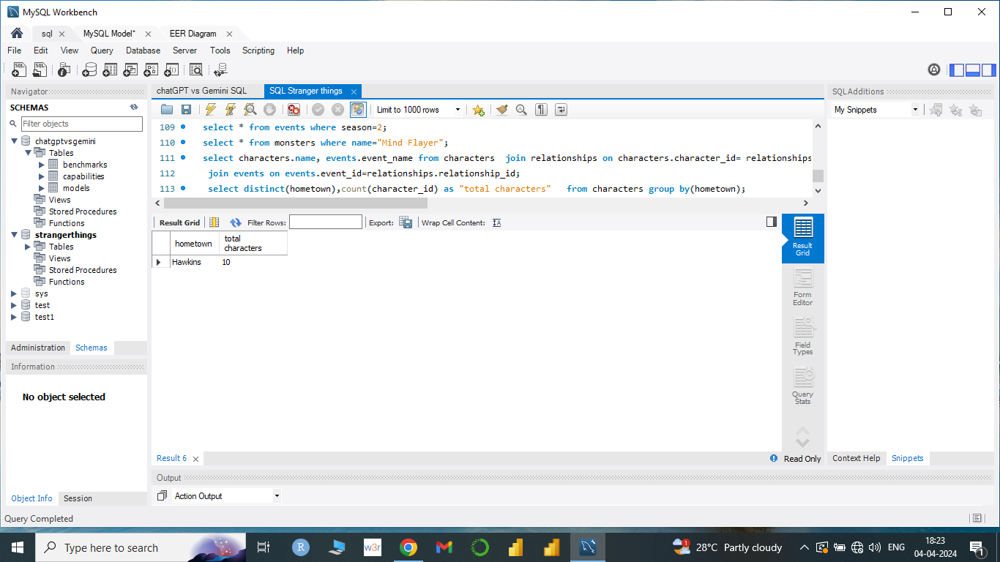 MySQL Workbench
sql
MySQL Model*
EER Diagram
File Edit View Query Database Server Tools Scripting Help
Navigator
SCHEMAS
Filter objects
chatgptvsgemini
Tables
benchmarks
capabilities
models
Views
Stored Procedures
Functions
strangerthings
Tables
Views
Stored Procedures
Functions
sys
test
test1
Administration Schemas
Information
No object selected
Object Info Session
chatGPT vs Gemini SQL
SQL Stranger things
Limit to 1000 rows
109 select * from events where season=2;
110 select * from monsters where name="Mind Flayer";
111 select characters.name, events.event_name from characters  join relationships on characters.character_id= relationships
112 join events on events.event_id=relationships.relationship_id;
113 select distinct(hometown),count(character_id) as "total characters"   from characters group by(hometown);
Result Grid Filter Rows: Export: Wrap Cell Content:
hometown total characters
Hawkins 10
Result Grid
Form Editor
Field Types
Query Stats
Result 6
Read Only
Output
Action Output
SQLAdditions
My Snippets
Context Help Snippets
Query Completed
Type here to search
R
w3r
28°C Partly cloudy
ENG
18:23
04-04-2024
1